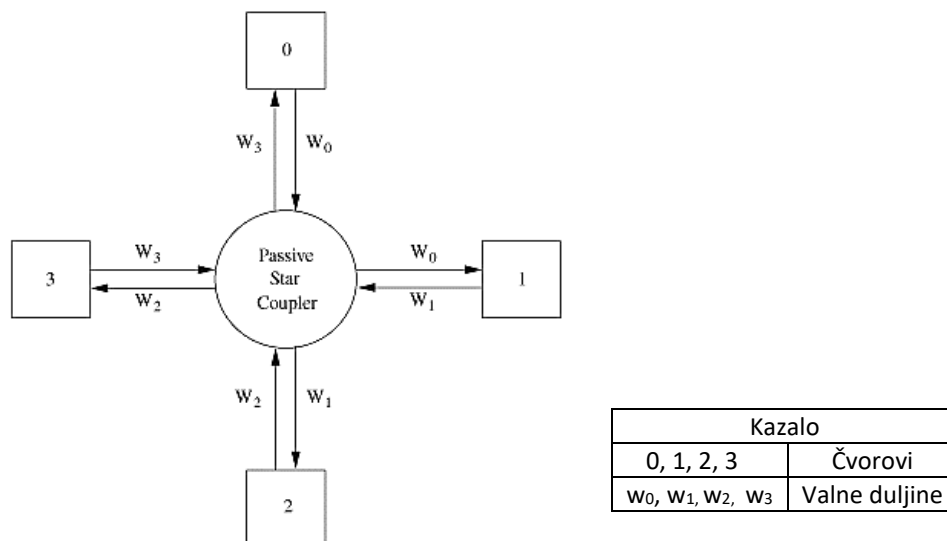 0
W₃ W₀
3
W₃
W₂
Passive
Star
Coupler
W₀
W₁
1
W₂ W₁
2
Kazalo
0, 1, 2, 3 Čvorovi
w₀, w₁, w₂, w₃ Valne duljine